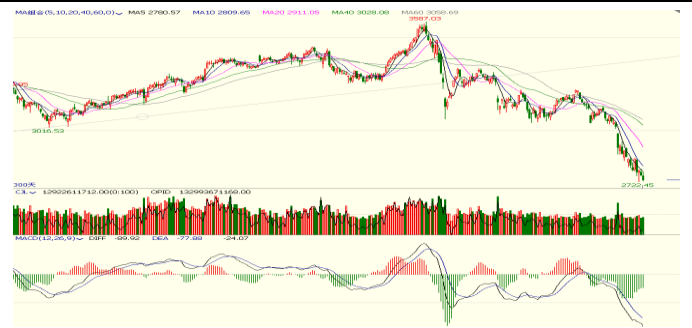 MA组合(5,10,20,40,60,0) MA5 2780.57 MA10 2809.65 MA20 2911.05 MA40 3028.08 MA60 3058.69
3587.03
3016.53
2722.45
300天
CJL 12922611712.00(0:100) OPID 132993671168.00
MACD(12,26,9) DIFF -89.92 DEA -77.88 -24.07